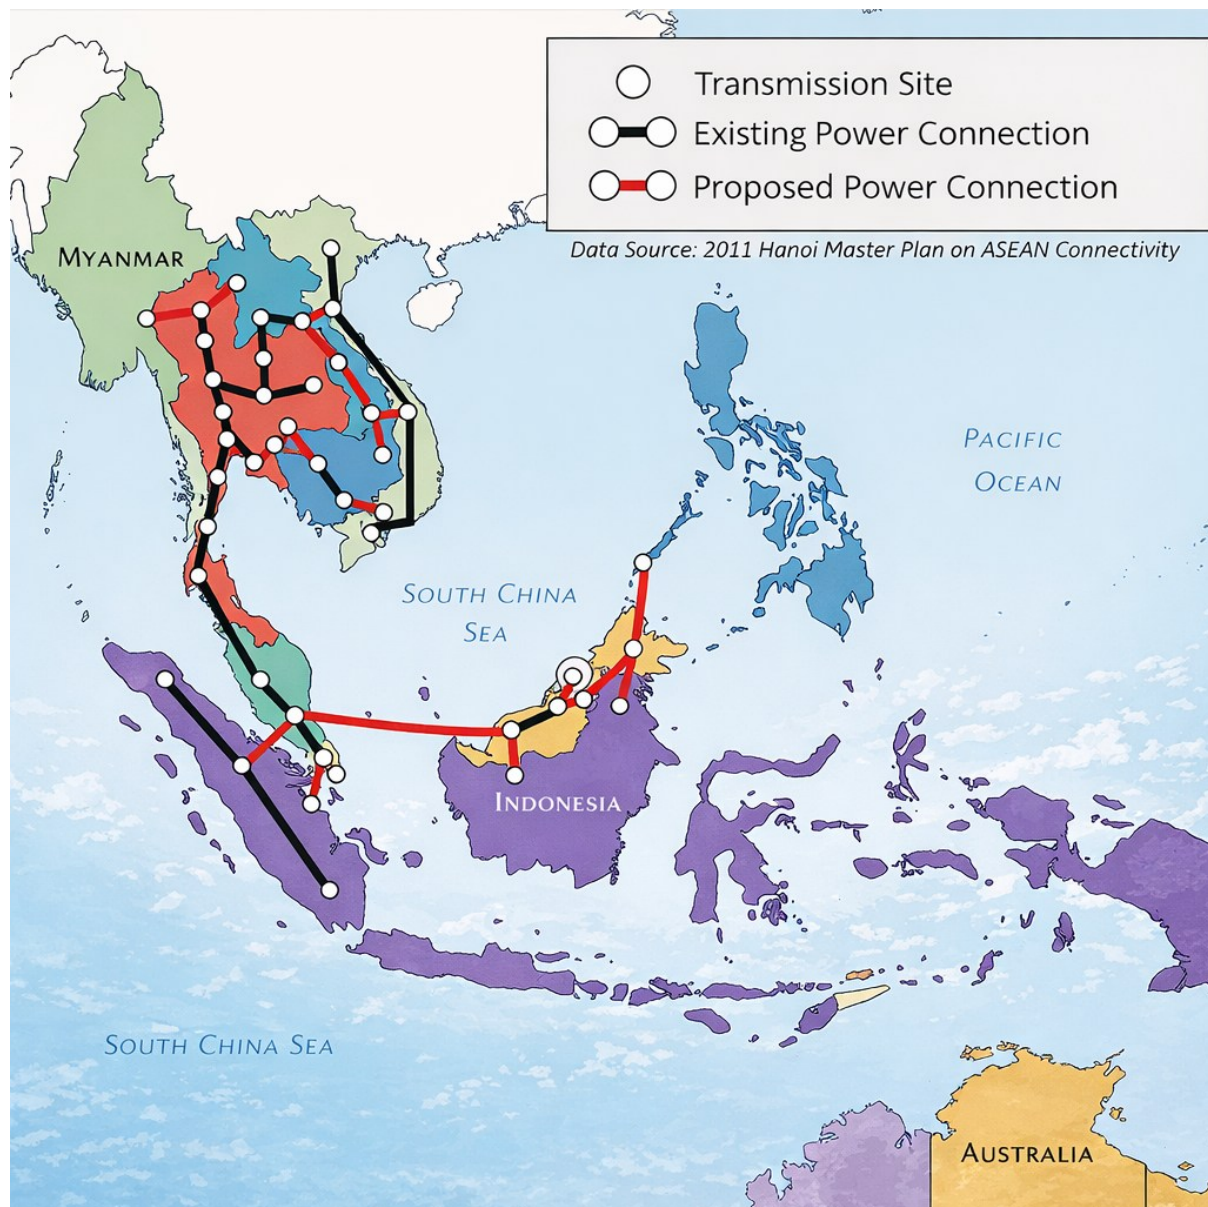 Transmission Site
Existing Power Connection
Proposed Power Connection
Data Source: 2011 Hanoi Master Plan on ASEAN Connectivity
MYANMAR
PACIFIC
OCEAN
SOUTH CHINA
SEA
INDONESIA
SOUTH CHINA SEA
AUSTRALIA